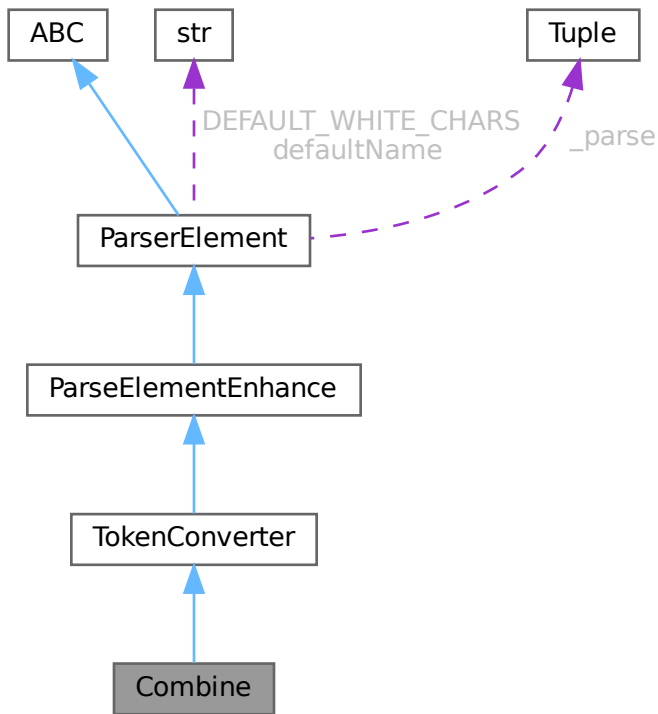 ABC
str
Tuple
DEFAULT_WHITE_CHARS
defaultName
_parse
ParserElement
ParseElementEnhance
TokenConverter
Combine